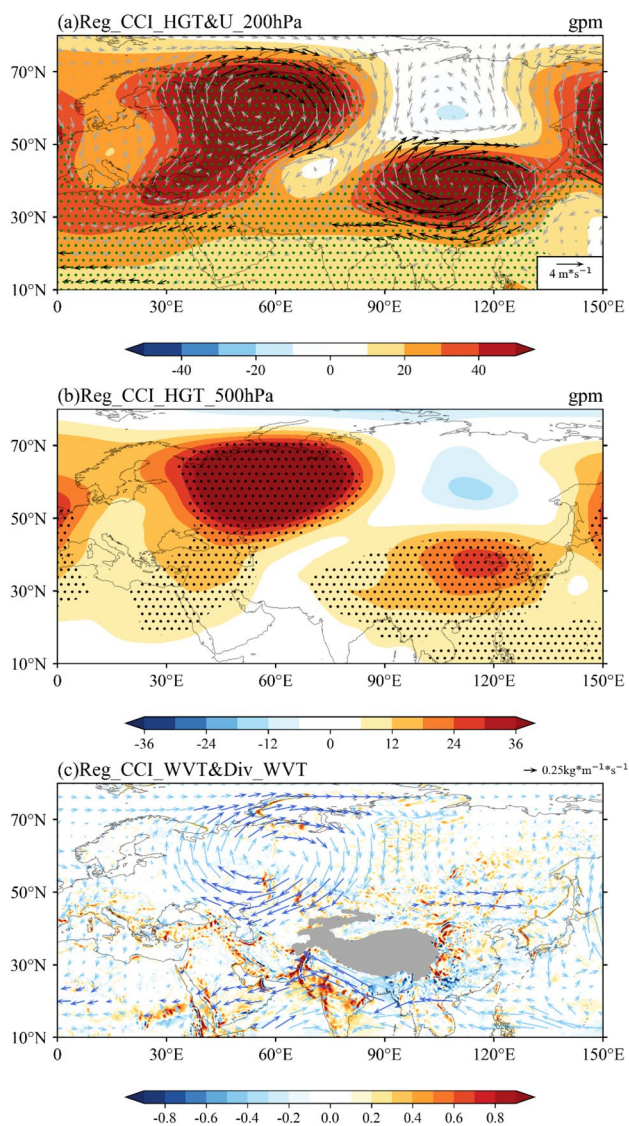 (a)Reg_CCI_HGT&U_200hPa gpm
70°N
50°N
30°N
10°N
4 m*s⁻¹
0 30°E 60°E 90°E 120°E 150°E
-40 -20 0 20 40
(b)Reg_CCI_HGT_500hPa gpm
70°N
50°N
30°N
10°N
0 30°E 60°E 90°E 120°E 150°E
-36 -24 -12 0 12 24 36
(c)Reg_CCI_WVT&Div_WVT 0.25kg*m⁻¹*s⁻¹
70°N
50°N
30°N
10°N
0 30°E 60°E 90°E 120°E 150°E
-0.8 -0.6 -0.4 -0.2 0.0 0.2 0.4 0.6 0.8